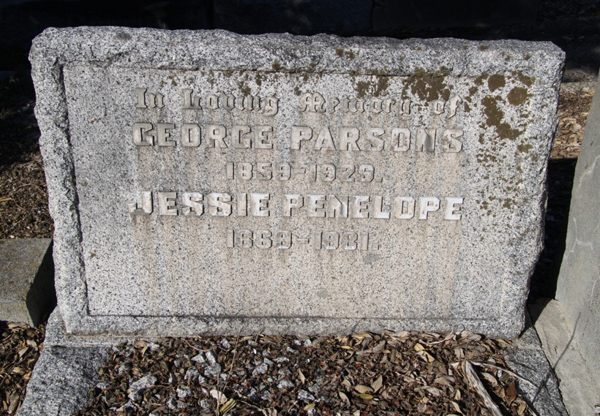 In Loving Memory of
GEORGE PARSONS
1859-1929.
JESSIE PENELOPE
1869-1931.